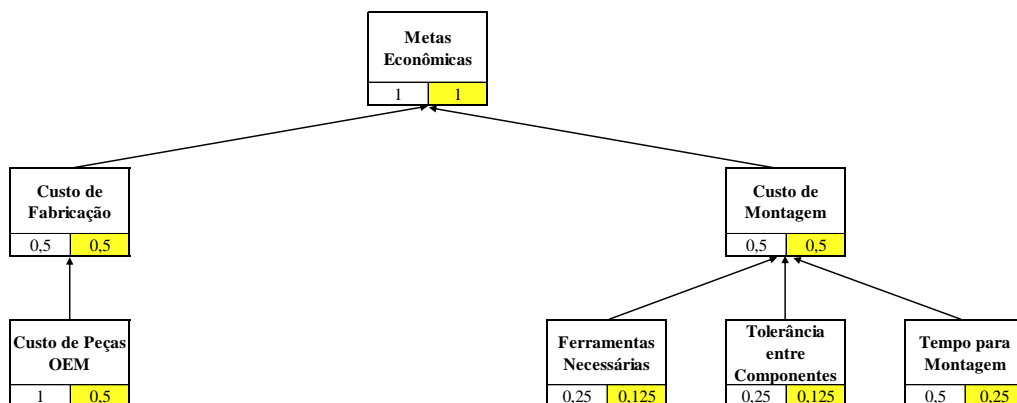 Metas
Econômicas
1 1
Custo de
Fabricação
0,5 0,5
Custo de
Montagem
0,5 0,5
Custo de Peças
OEM
1 0,5
Ferramentas
Necessárias
0,25 0,125
Tolerância
entre
Componentes
0,25 0,125
Tempo para
Montagem
0,5 0,25